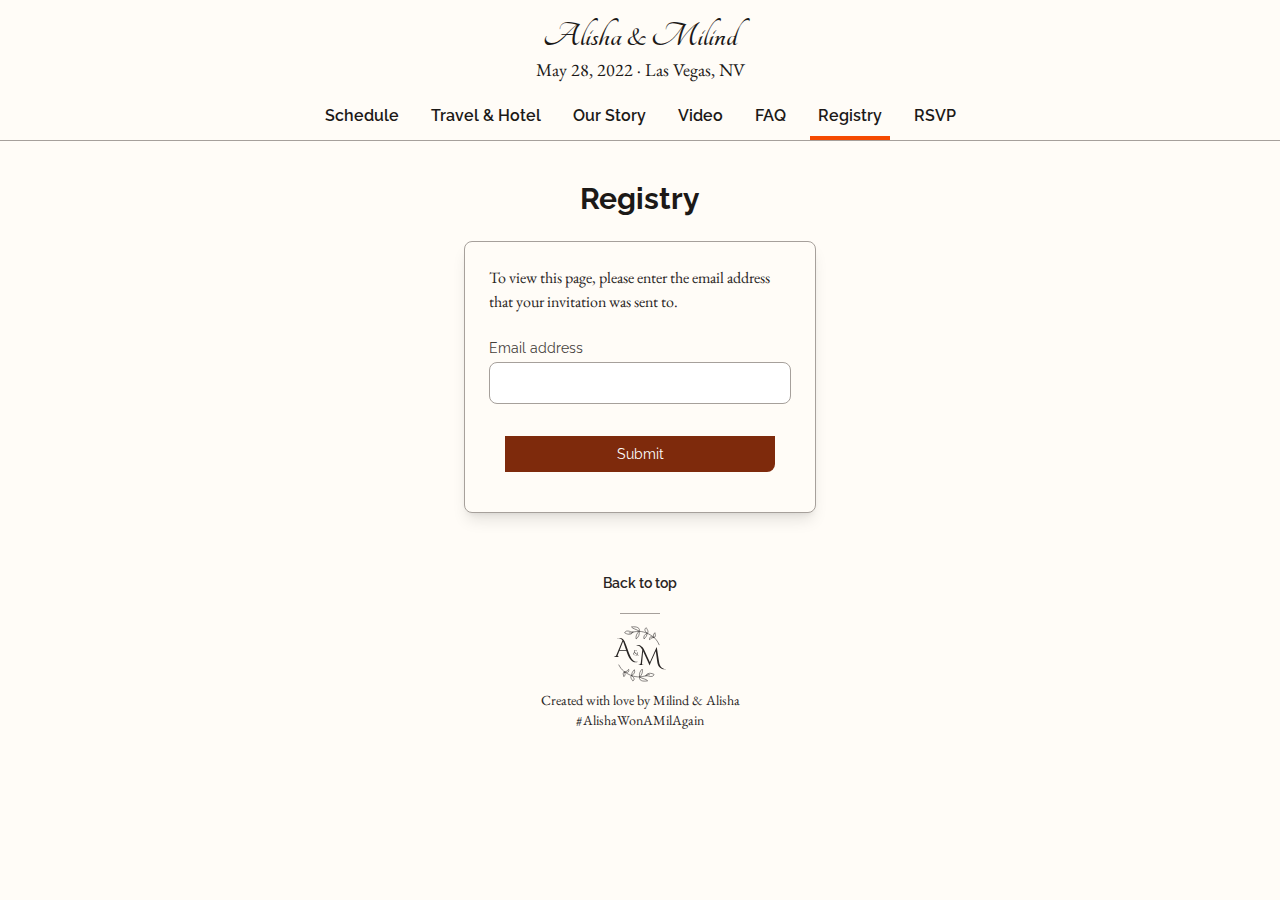 Alisha & Milind
May 28, 2022 · Las Vegas, NV
Schedule Travel & Hotel Our Story Video FAQ Registry RSVP
Registry
To view this page, please enter the email address
that your invitation was sent to.
Email address
Submit
Back to top
A&M
Created with love by Milind & Alisha
#AlishaWonAMilAgain